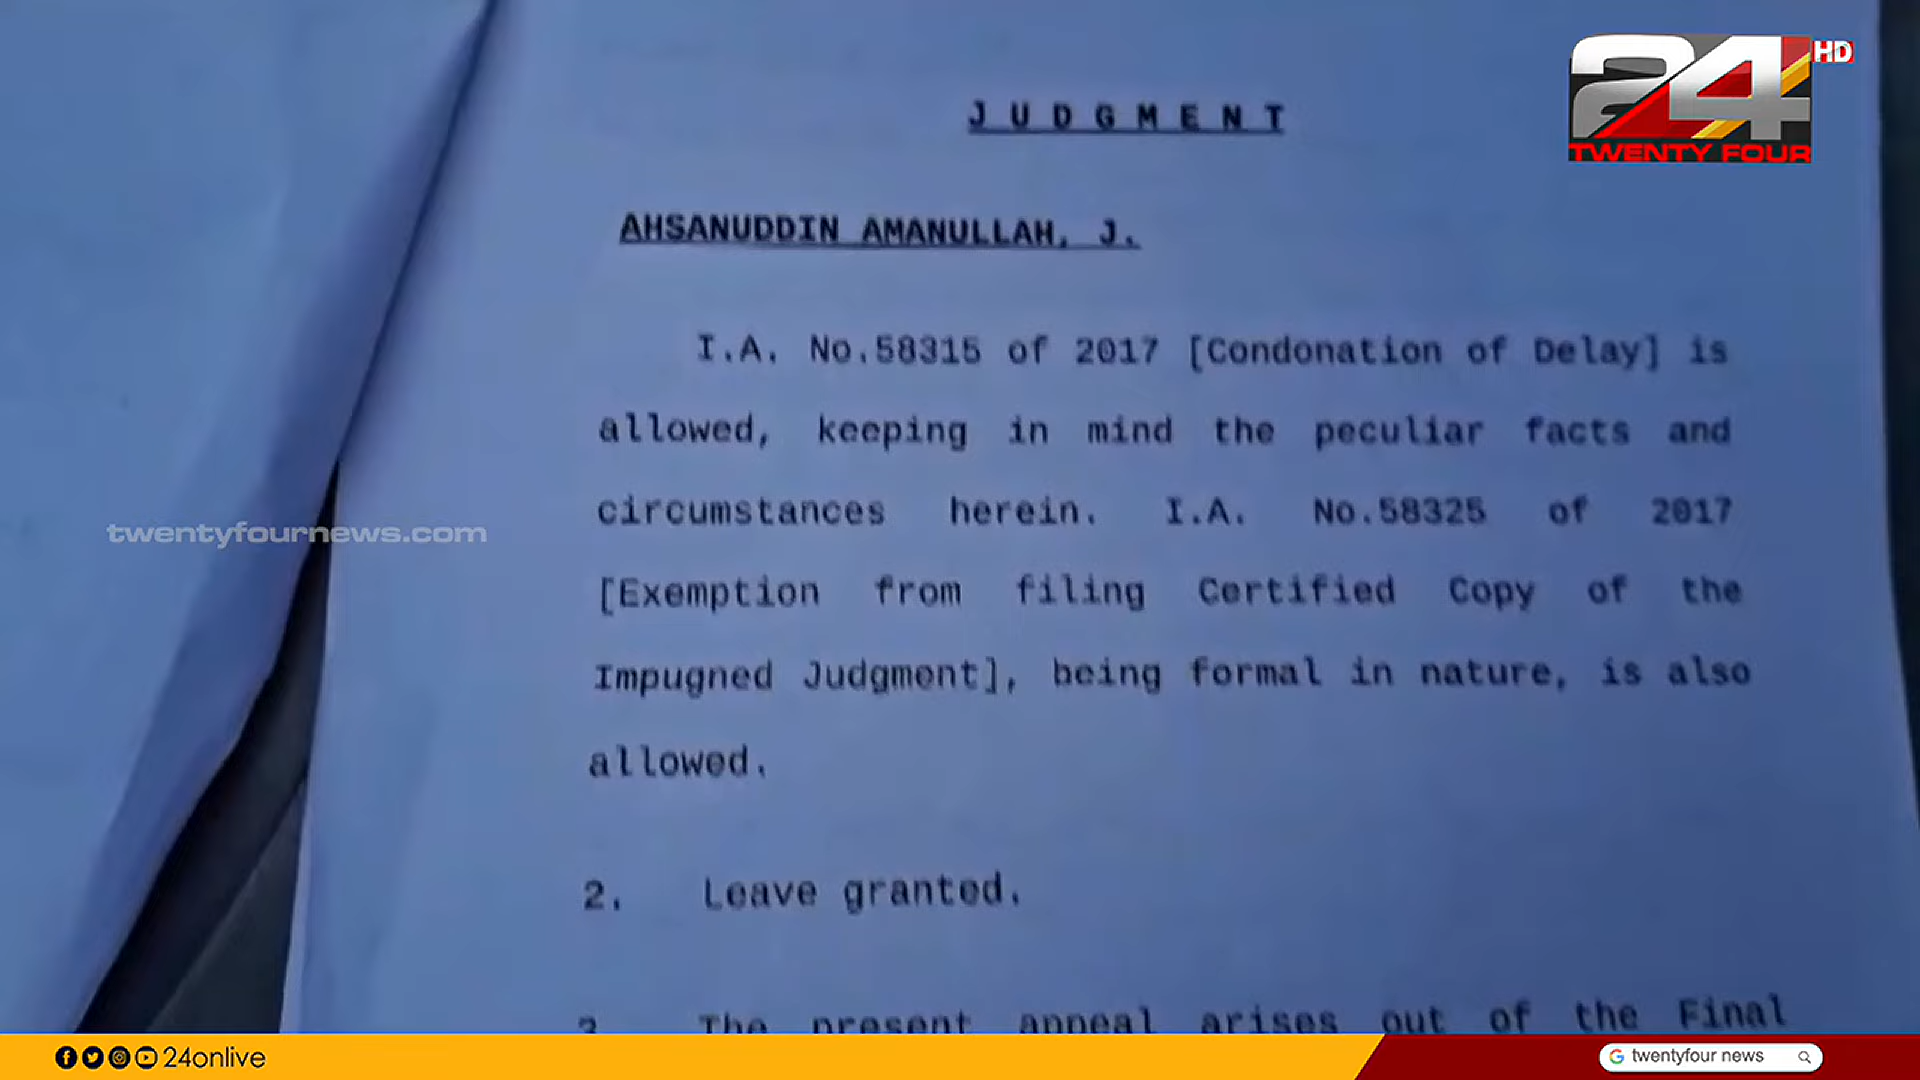 24 HD
TWENTY FOUR
J U D G M E N T
AHSANUDDIN AMANULLAH, J.
I.A. No.58315 of 2017 [Condonation of Delay] is
allowed, keeping in mind the peculiar facts and
circumstances herein. I.A. No.58325 of 2017
[Exemption from filing Certified Copy of the
Impugned Judgment], being formal in nature, is also
allowed.
twentyfournews.com
2. Leave granted.
3. The present appeal arises out of the Final
24onlive
twentyfour news